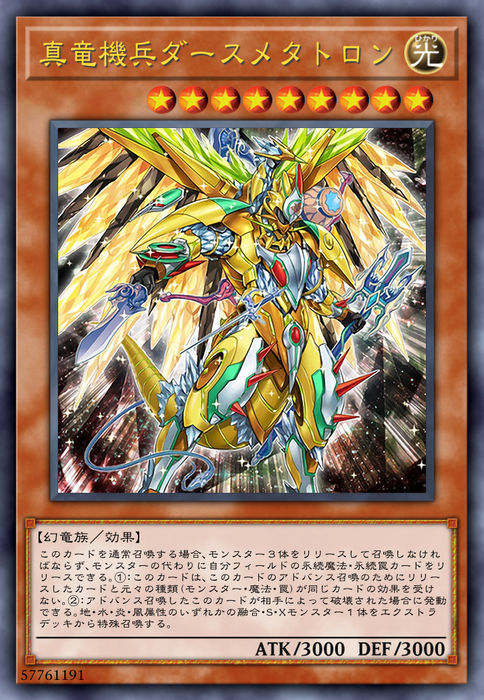 真竜機兵ダースメタトロン
ひかり
光
【幻竜族／効果】
このカードを通常召喚する場合、モンスター３体をリリースして召喚しなけれ
ばならず、モンスターの代わりに自分フィールドの永続魔法・永続罠カードをリ
リースできる。①：このカードは、このカードのアドバンス召喚のためにリリー
スしたカードと元々の種類（モンスター・魔法・罠）が同じカードの効果を受け
ない。②：アドバンス召喚したこのカードが相手によって破壊された場合に発動
できる。地・水・炎・風属性のいずれかの融合・S・Xモンスター１体をエクストラ
デッキから特殊召喚する。
ATK/3000 DEF/3000
57761191